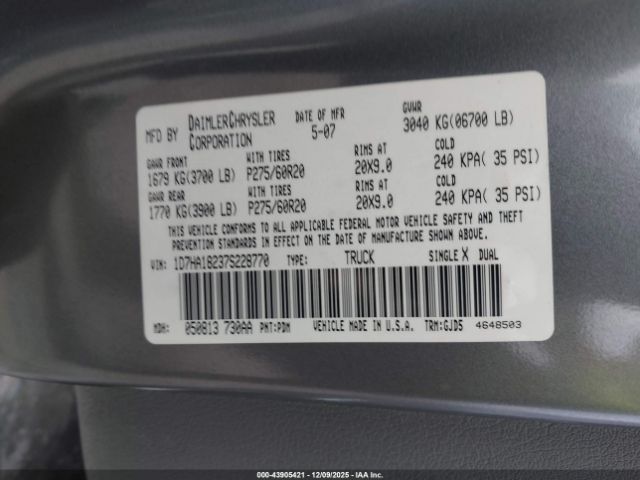 MFD BY DAIMLERCHRYSLER CORPORATION DATE OF MFR 5-07 GVWR 3040 KG(06700 LB)
GAWR FRONT WITH TIRES RIMS AT COLD
1679 KG(3700 LB) P275/60R20 20X9.0 240 KPA( 35 PSI)
GAWR REAR WITH TIRES RIMS AT COLD
1770 KG(3900 LB) P275/60R20 20X9.0 240 KPA( 35 PSI)
THIS VEHICLE CONFORMS TO ALL APPLICABLE FEDERAL MOTOR VEHICLE SAFETY AND THEFT
PREVENTION STANDARDS IN EFFECT ON THE DATE OF MANUFACTURE SHOWN ABOVE.
VIN: 1D7HA16237S228770 TYPE: TRUCK SINGLE X DUAL
MDH: 050813 730AA PNT:PDM VEHICLE MADE IN U.S.A. TRM:GJD5 4648503
000-43905421 - 12/09/2025 - IAA Inc. All Rights Reserved